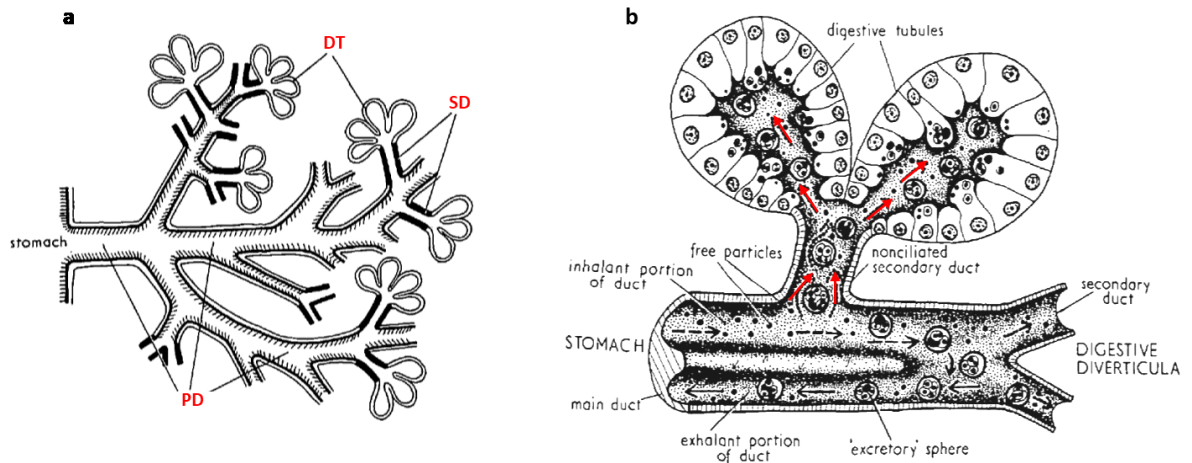 a
DT
SD
stomach
PD
b
digestive tubules
free particles
inhalant portion
of duct
nonciliated
secondary duct
secondary
duct
STOMACH
DIGESTIVE
DIVERTICULA
main duct
exhalant portion
of duct
'excretory' sphere